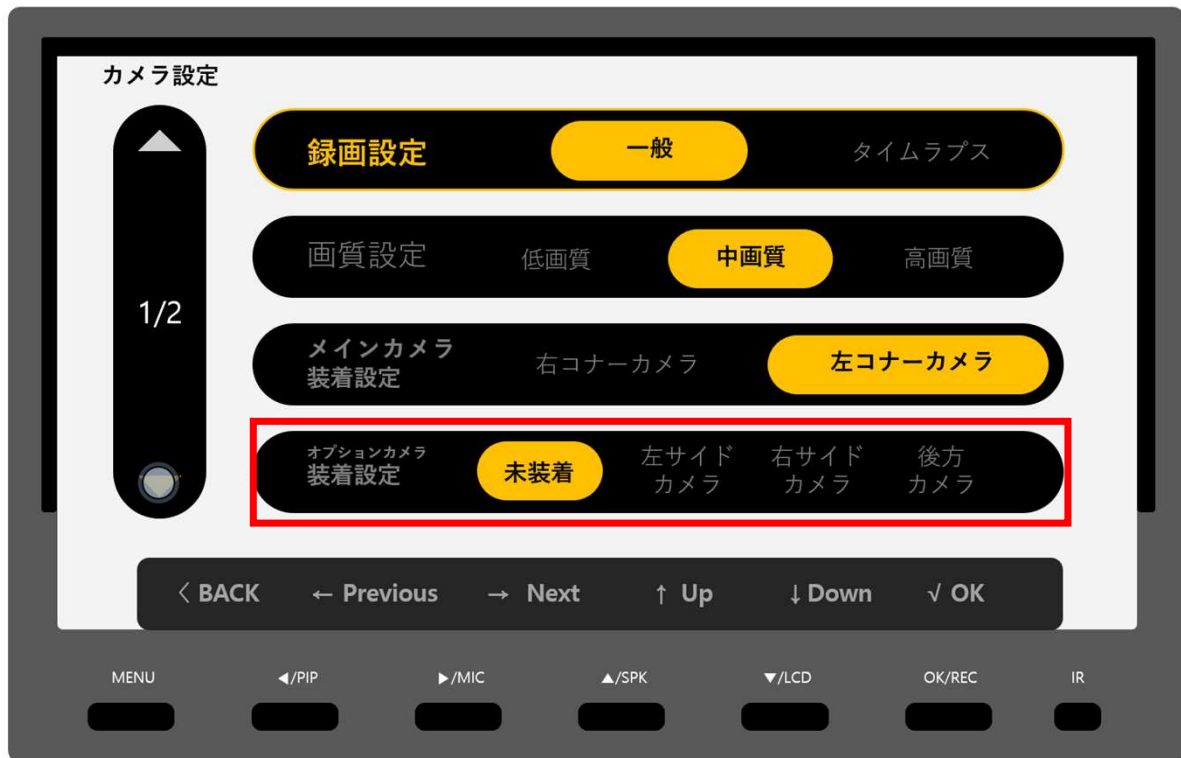 カメラ設定
録画設定 一般 タイムラプス
画質設定 低画質 中画質 高画質
1/2
メインカメラ
装着設定 右コナーカメラ 左コナーカメラ
オプションカメラ
装着設定 未装着 左サイド
カメラ 右サイド
カメラ 後方
カメラ
〈 BACK ← Previous → Next ↑ Up ↓ Down √ OK
MENU ◀/PIP ▶/MIC ▲/SPK ▼/LCD OK/REC IR